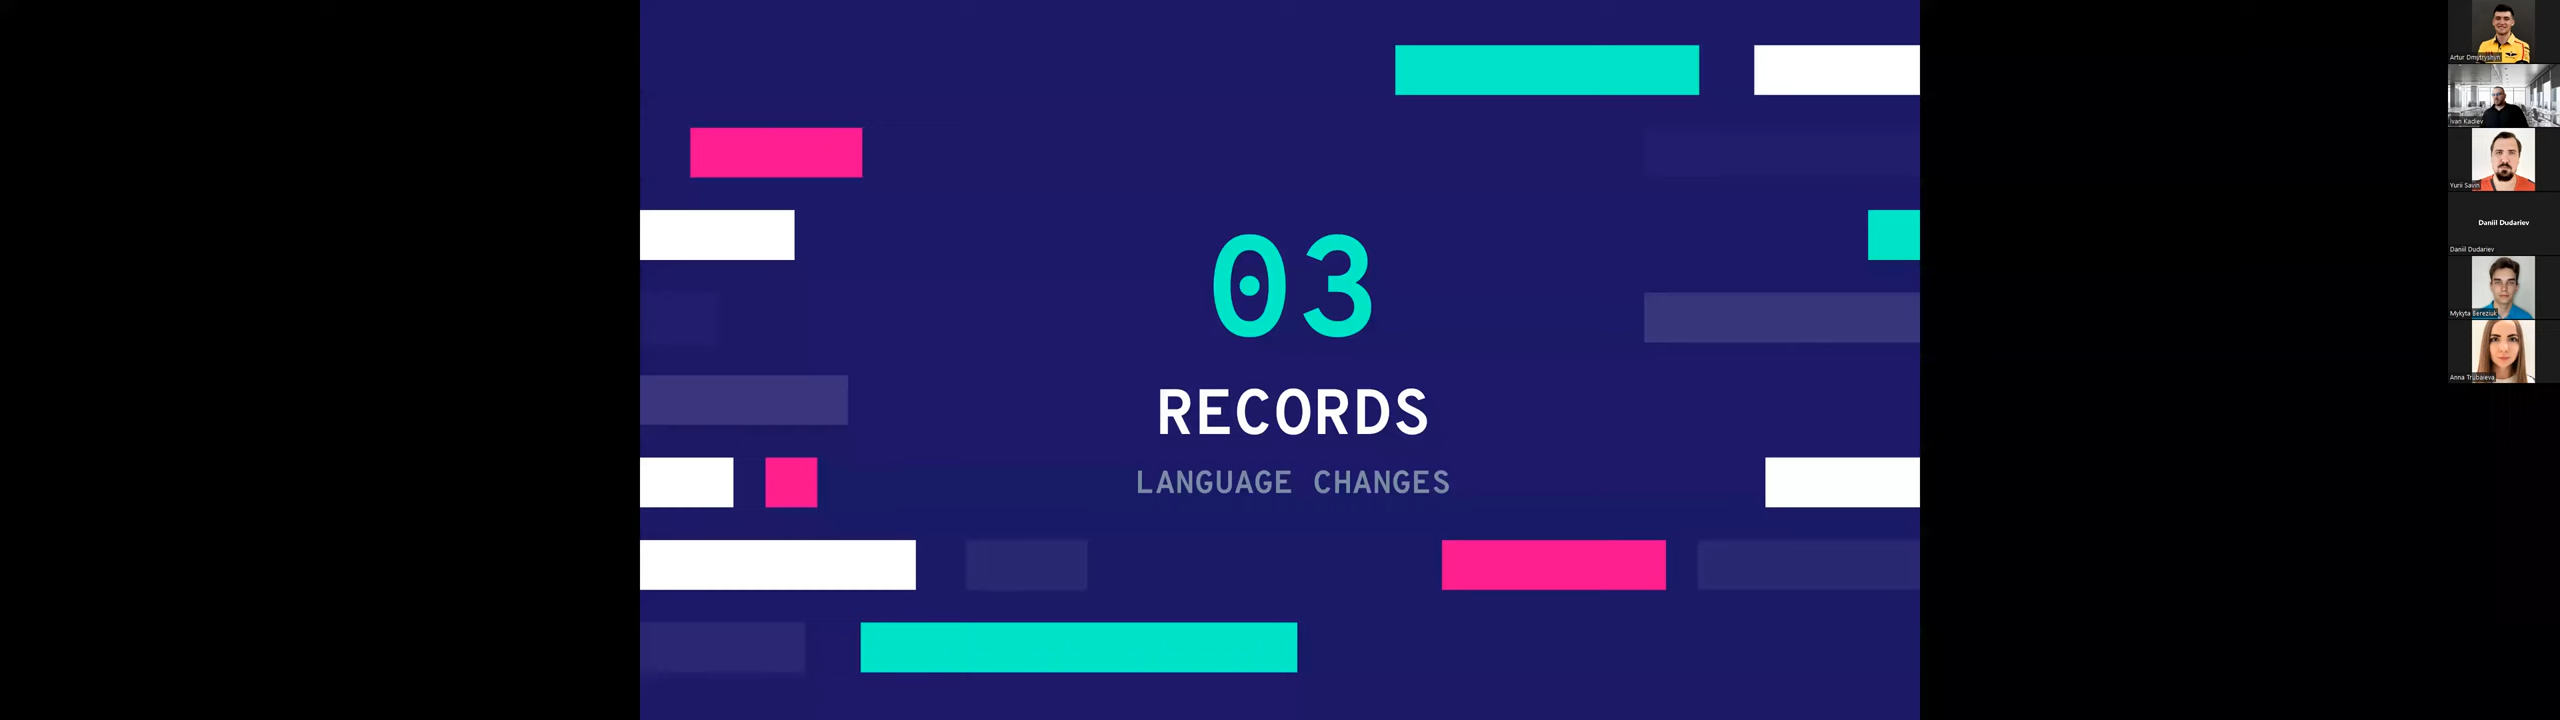 03
RECORDS
LANGUAGE CHANGES
Artur Dmytryshyn
Ivan Kadiev
Yurii Savin
Daniil Dudariev
Daniil Dudariev
Mykyta Bereziuk
Anna Trubaieva